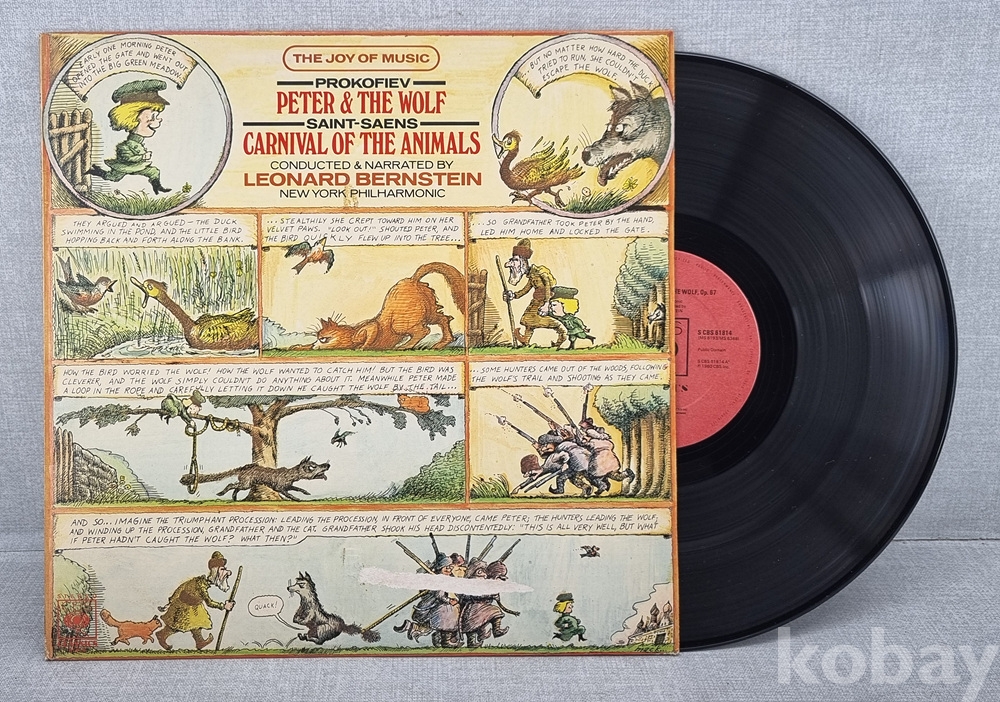 EARLY ONE MORNING PETER
OPENED THE GATE AND WENT OUT
INTO THE BIG GREEN MEADOW.
THE JOY OF MUSIC
PROKOFIEV
PETER & THE WOLF
SAINT-SAENS
CARNIVAL OF THE ANIMALS
CONDUCTED & NARRATED BY
LEONARD BERNSTEIN
NEW YORK PHILHARMONIC
...BUT NO MATTER HOW HARD THE DUCK
TRIED TO RUN, SHE COULDN'T
ESCAPE THE WOLF.
THEY ARGUED AND ARGUED — THE DUCK
SWIMMING IN THE POND, AND THE LITTLE BIRD
HOPPING BACK AND FORTH ALONG THE BANK.
...STEALTHILY SHE CREPT TOWARD HIM ON HER
VELVET PAWS. "LOOK OUT!" SHOUTED PETER, AND
THE BIRD QUICKLY FLEW UP INTO THE TREE...
...SO GRANDFATHER TOOK PETER BY THE HAND,
LED HIM HOME AND LOCKED THE GATE.
HOW THE BIRD WORRIED THE WOLF! HOW THE WOLF WANTED TO CATCH HIM! BUT THE BIRD WAS
CLEVERER, AND THE WOLF SIMPLY COULDN'T DO ANYTHING ABOUT IT. MEANWHILE PETER MADE
A LOOP IN THE ROPE AND CAREFULLY LETTING IT DOWN HE CAUGHT THE WOLF BY THE TAIL...
...SOME HUNTERS CAME OUT OF THE WOODS, FOLLOWING
THE WOLF'S TRAIL AND SHOOTING AS THEY CAME.
AND SO... IMAGINE THE TRIUMPHANT PROCESSION: LEADING THE PROCESSION, IN FRONT OF EVERYONE, CAME PETER; THE HUNTERS LEADING THE WOLF,
AND WINDING UP THE PROCESSION, GRANDFATHER AND THE CAT. GRANDFATHER SHOOK HIS HEAD DISCONTENTEDLY: "THIS IS ALL VERY WELL, BUT WHAT
IF PETER HADN'T CAUGHT THE WOLF? WHAT THEN?"
QUACK!
HE WOLF, Op. 67
S CBS 61814
Public Domain
kobay